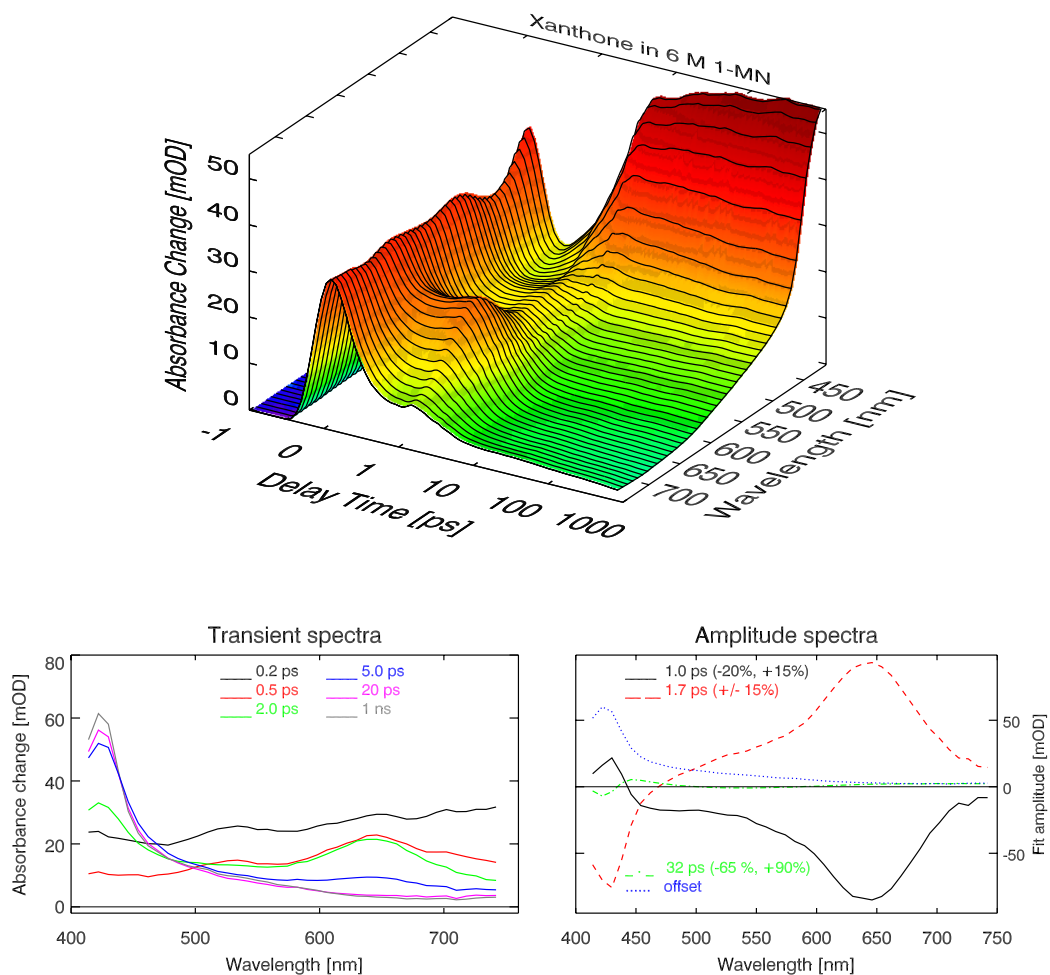 Xanthone in 6 M 1-MN
Absorbance Change [mOD]
50
40
30
20
10
0
-1 0 1 10 100 1000
Delay Time [ps]
450
500
550
600
650
700
Wavelength [nm]
Transient spectra
Absorbance change [mOD]
80
60
40
20
0
0.2 ps
0.5 ps
2.0 ps
5.0 ps
20 ps
1 ns
400 500 600 700
Wavelength [nm]
Amplitude spectra
1.0 ps (-20%, +15%)
1.7 ps (+/- 15%)
32 ps (-65 %, +90%)
offset
50
0
-50
Fit amplitude [mOD]
400 450 500 550 600 650 700 750
Wavelength [nm]